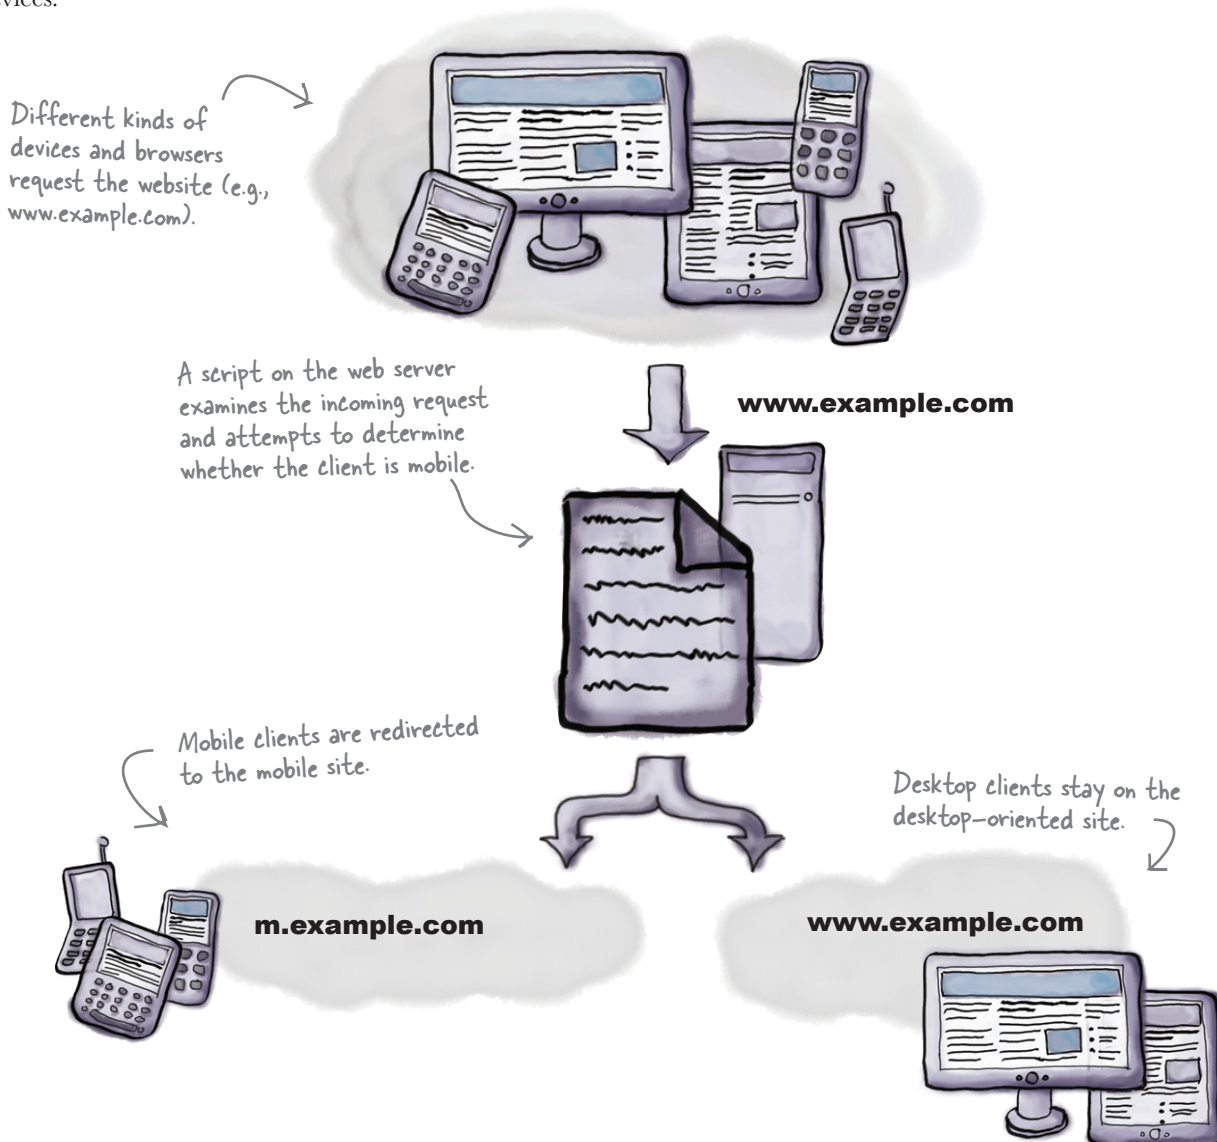 vices.
Different kinds of
devices and browsers
request the website (e.g.,
www.example.com).
A script on the web server
examines the incoming request
and attempts to determine
whether the client is mobile.
www.example.com
Mobile clients are redirected
to the mobile site.
Desktop clients stay on the
desktop-oriented site.
m.example.com
www.example.com